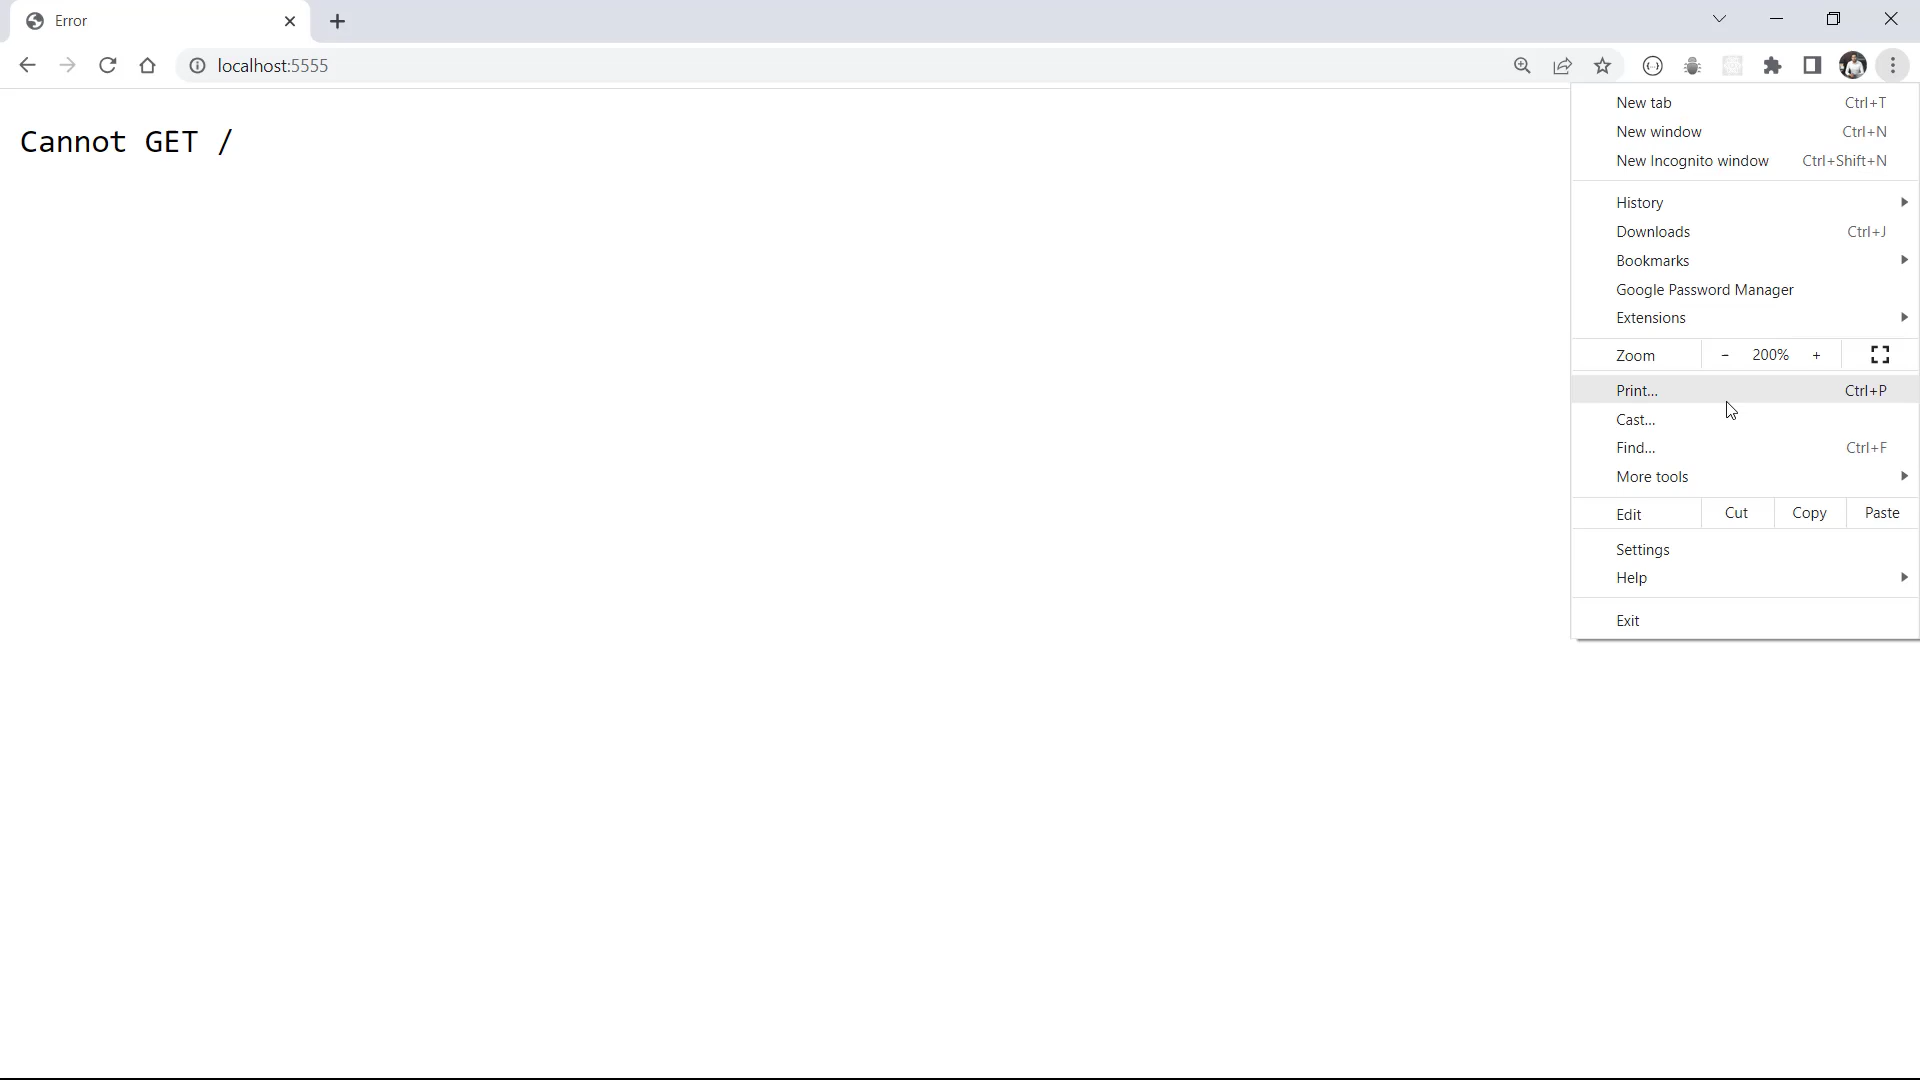 Error
localhost:5555
Cannot GET /
New tab Ctrl+T
New window Ctrl+N
New Incognito window Ctrl+Shift+N
History
Downloads Ctrl+J
Bookmarks
Google Password Manager
Extensions
Zoom - 200% +
Print... Ctrl+P
Cast...
Find... Ctrl+F
More tools
Edit Cut Copy Paste
Settings
Help
Exit